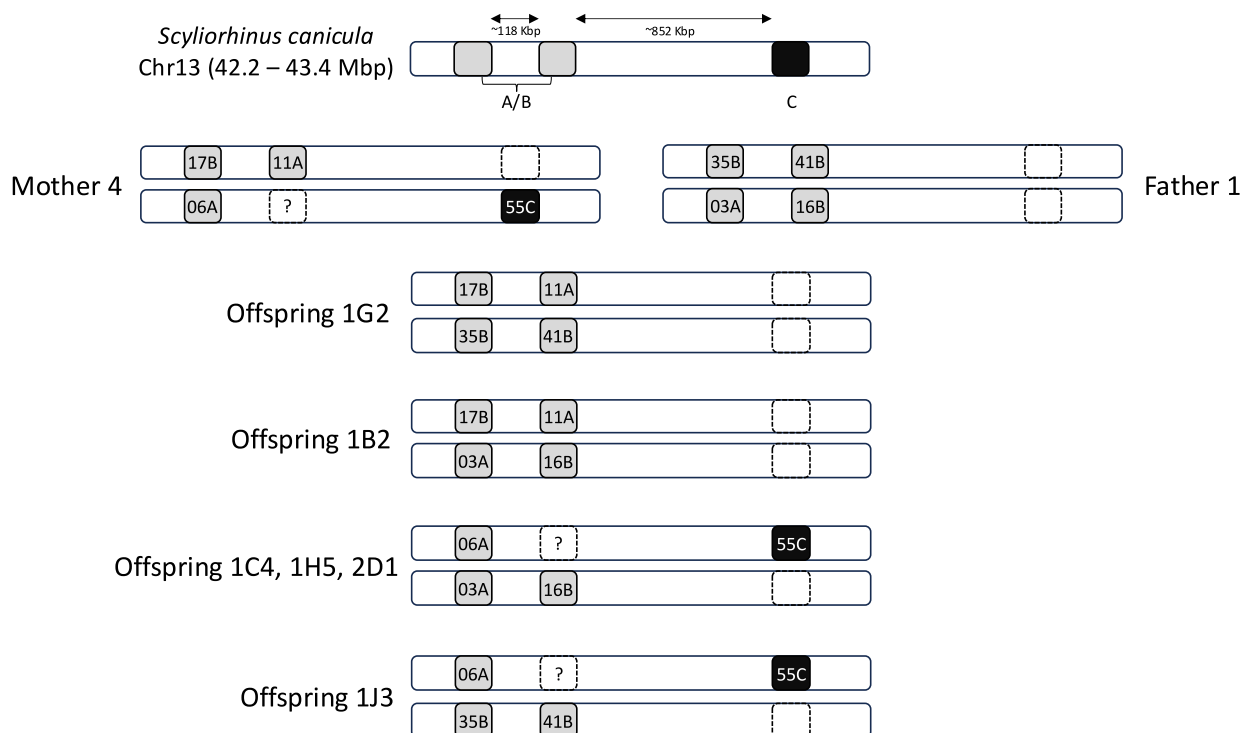 Scyliorhinus canicula
Chr13 (42.2 – 43.4 Mbp)
~118 Kbp
~852 Kbp
A/B
C
Mother 4
17B 11A
06A ? 55C
35B 41B
03A 16B
Father 1
Offspring 1G2
17B 11A
35B 41B
Offspring 1B2
17B 11A
03A 16B
Offspring 1C4, 1H5, 2D1
06A ? 55C
03A 16B
Offspring 1J3
06A ? 55C
35B 41B